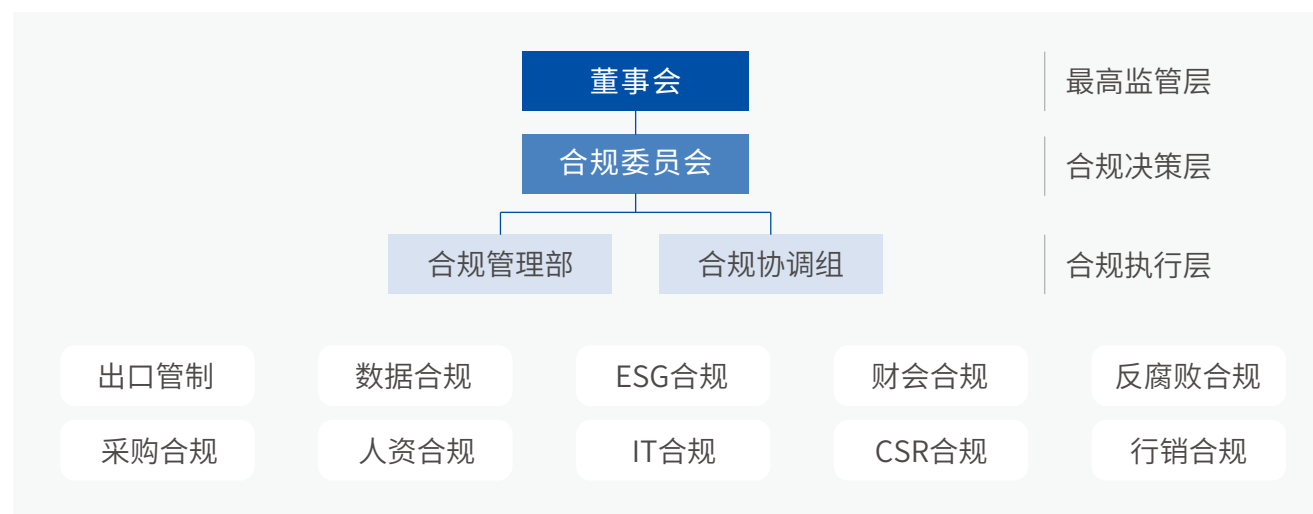 董事会
最高监管层
合规委员会
合规决策层
合规管理部
合规协调组
合规执行层
出口管制
数据合规
ESG合规
财会合规
反腐败合规
采购合规
人资合规
IT合规
CSR合规
行销合规